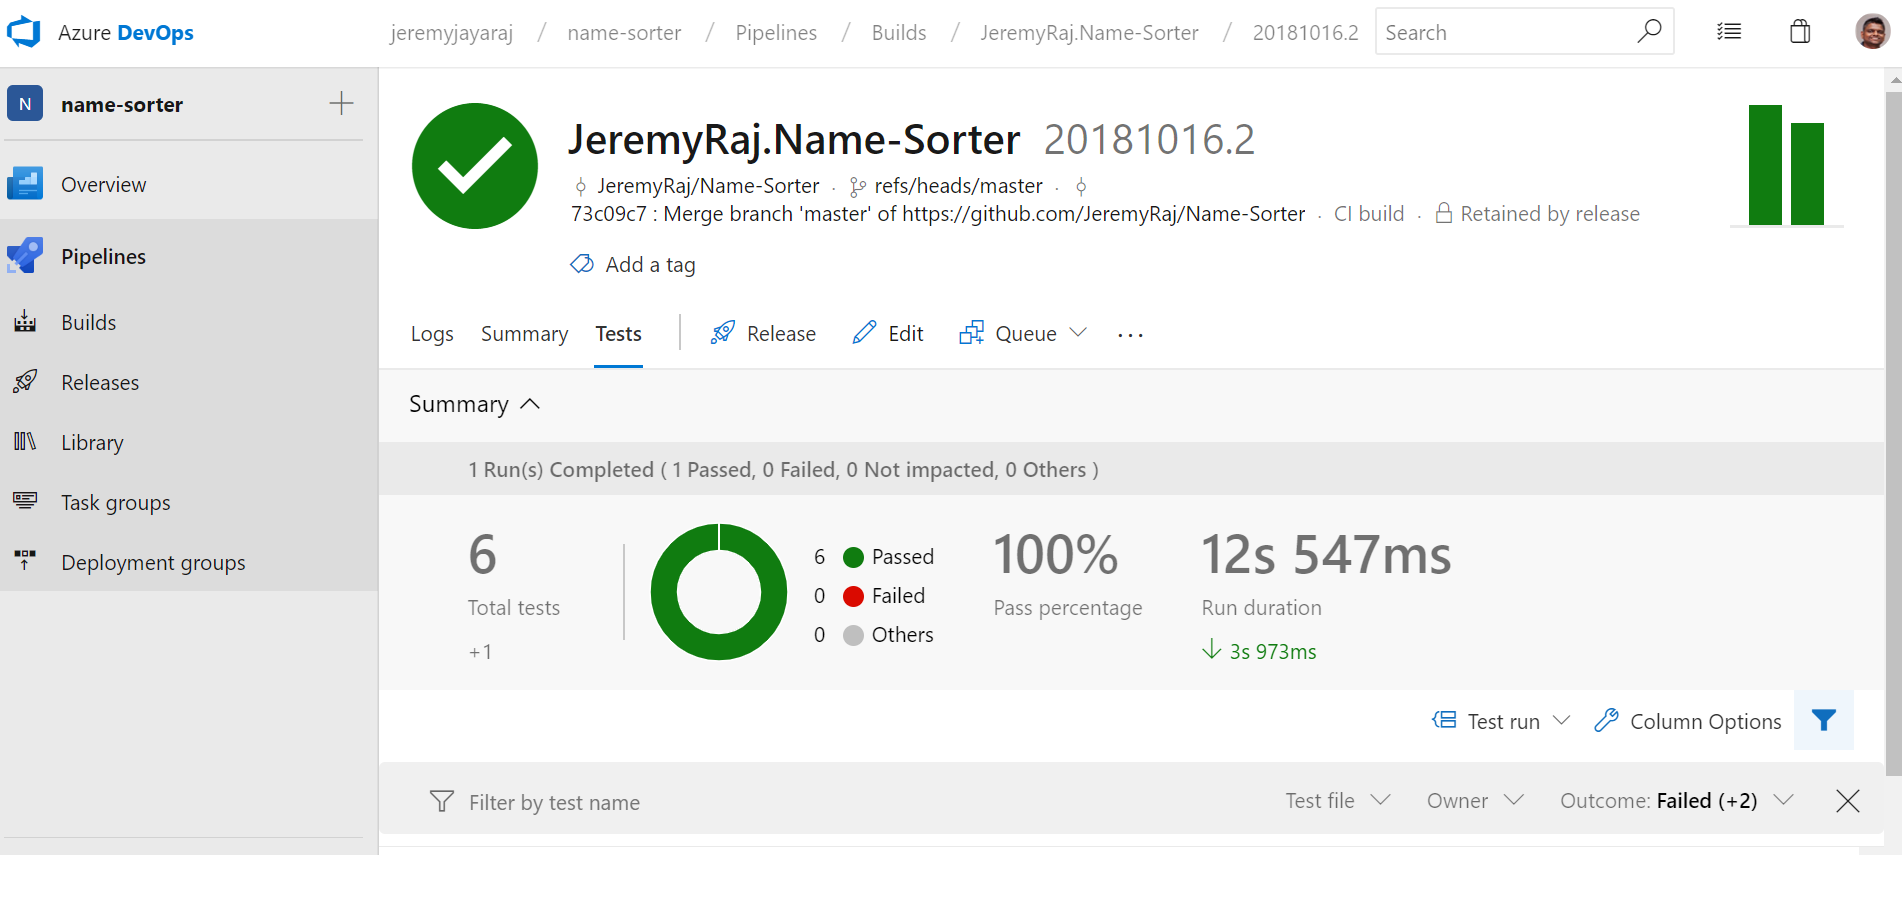 Azure DevOps
jeremyjayaraj / name-sorter / Pipelines / Builds / JeremyRaj.Name-Sorter / 20181016.2
Search
N name-sorter
Overview
Pipelines
Builds
Releases
Library
Task groups
Deployment groups
JeremyRaj.Name-Sorter 20181016.2
JeremyRaj/Name-Sorter · refs/heads/master ·
73c09c7 : Merge branch 'master' of https://github.com/JeremyRaj/Name-Sorter · CI build · Retained by release
Add a tag
Logs Summary Tests Release Edit Queue ...
Summary
1 Run(s) Completed ( 1 Passed, 0 Failed, 0 Not impacted, 0 Others )
6
Total tests
+1
6 Passed
0 Failed
0 Others
100%
Pass percentage
12s 547ms
Run duration
3s 973ms
Test run Column Options
Filter by test name Test file Owner Outcome: Failed (+2)